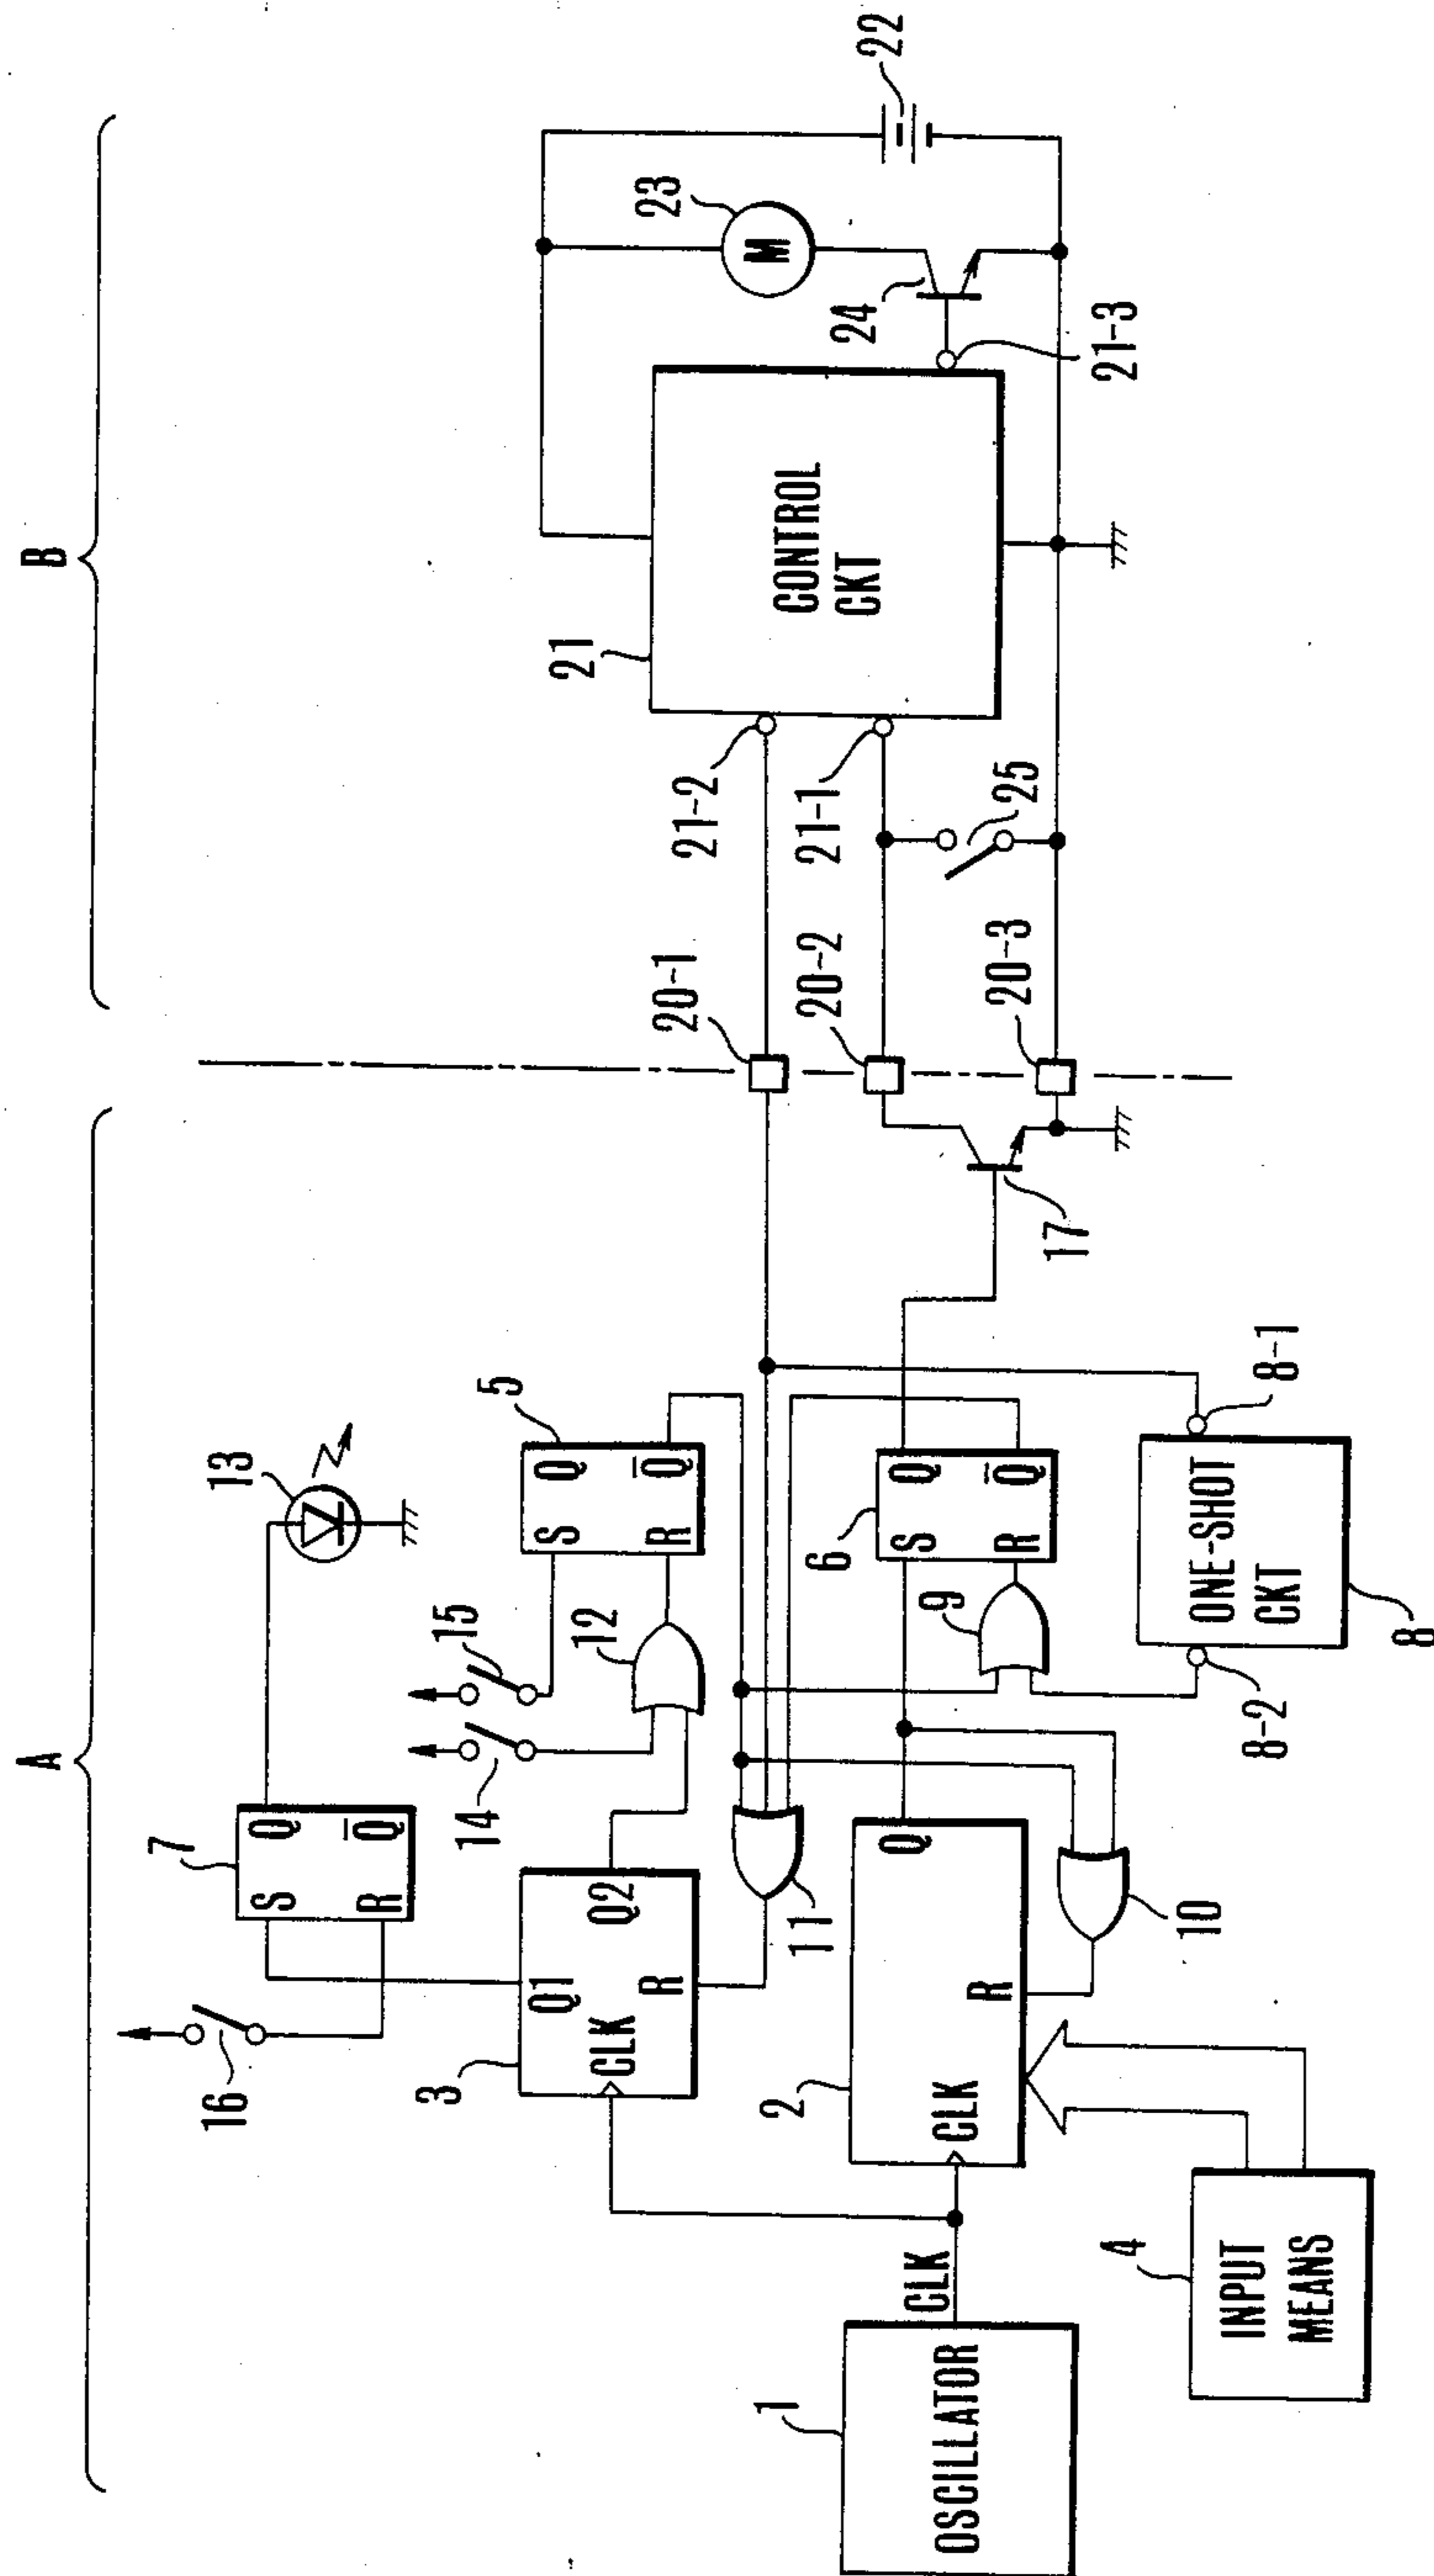 A
B
16
7
S
Q
R
Q̄
13
14
15
12
5
S
Q
R
Q̄
3
Q1
CLK
Q2
R
11
20-1
21-2
21
CONTROL
CKT
23
M
22
24
21-3
20-2
21-1
25
20-3
17
1
OSCILLATOR
CLK
2
CLK
Q
R
10
4
INPUT
MEANS
6
S
Q
R
Q̄
9
8-2
ONE-SHOT
CKT
8-1
8